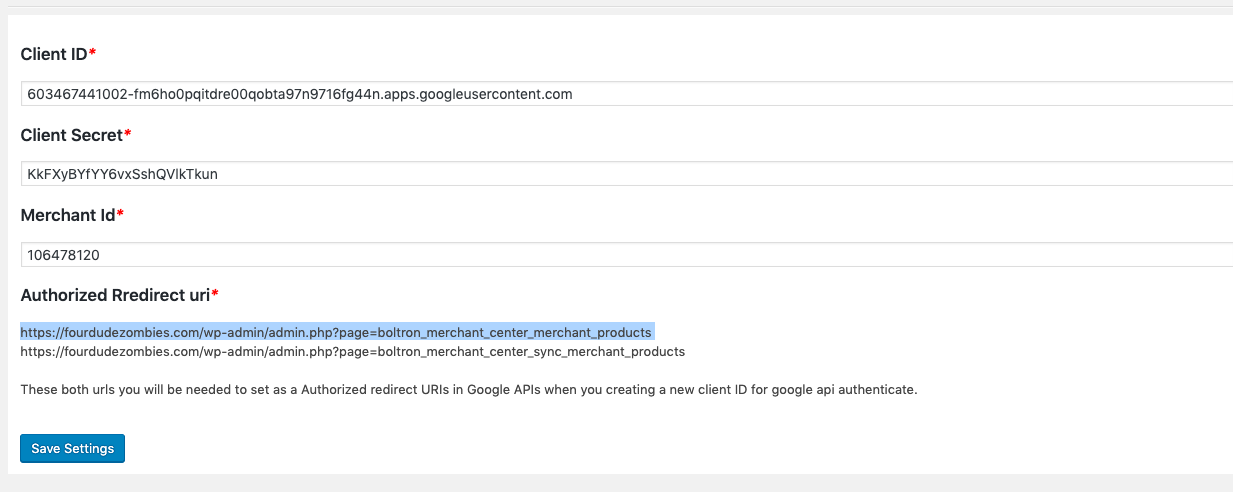 Client ID*
603467441002-fm6ho0pqitdre00qobta97n9716fg44n.apps.googleusercontent.com
Client Secret*
KkFXyBYfYY6vxSshQVlkTkun
Merchant Id*
106478120
Authorized Rredirect uri*
https://fourdudezombies.com/wp-admin/admin.php?page=boltron_merchant_center_merchant_products
https://fourdudezombies.com/wp-admin/admin.php?page=boltron_merchant_center_sync_merchant_products
These both urls you will be needed to set as a Authorized redirect URIs in Google APIs when you creating a new client ID for google api authenticate.
Save Settings